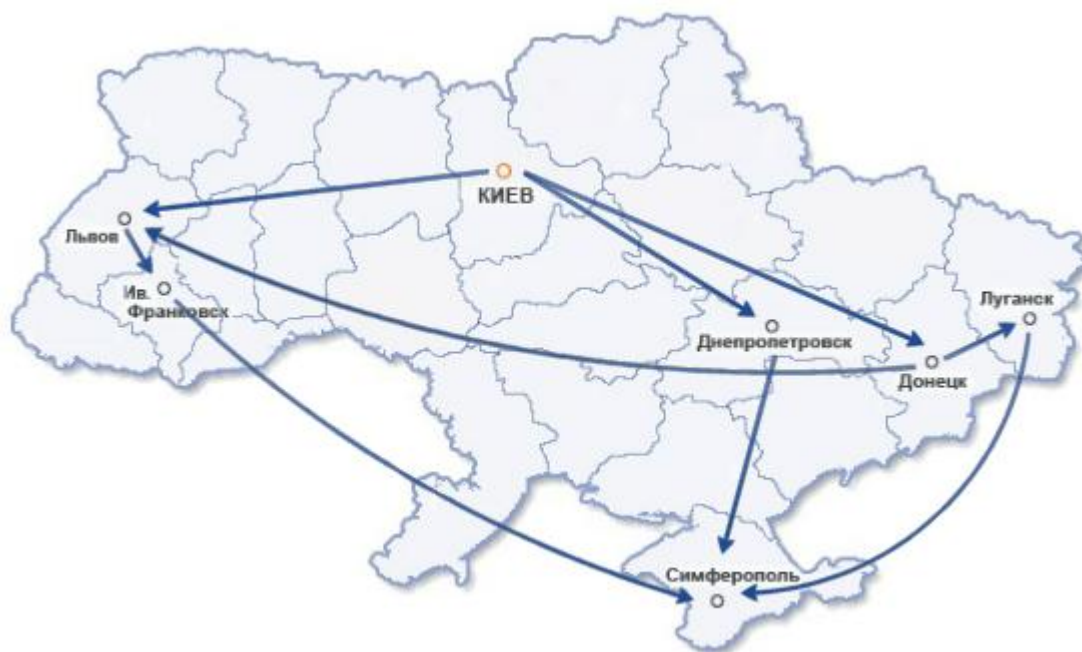 КИЕВ
Львов
Ив.
Франковск
Луганск
Днепропетровск
Донецк
Симферополь